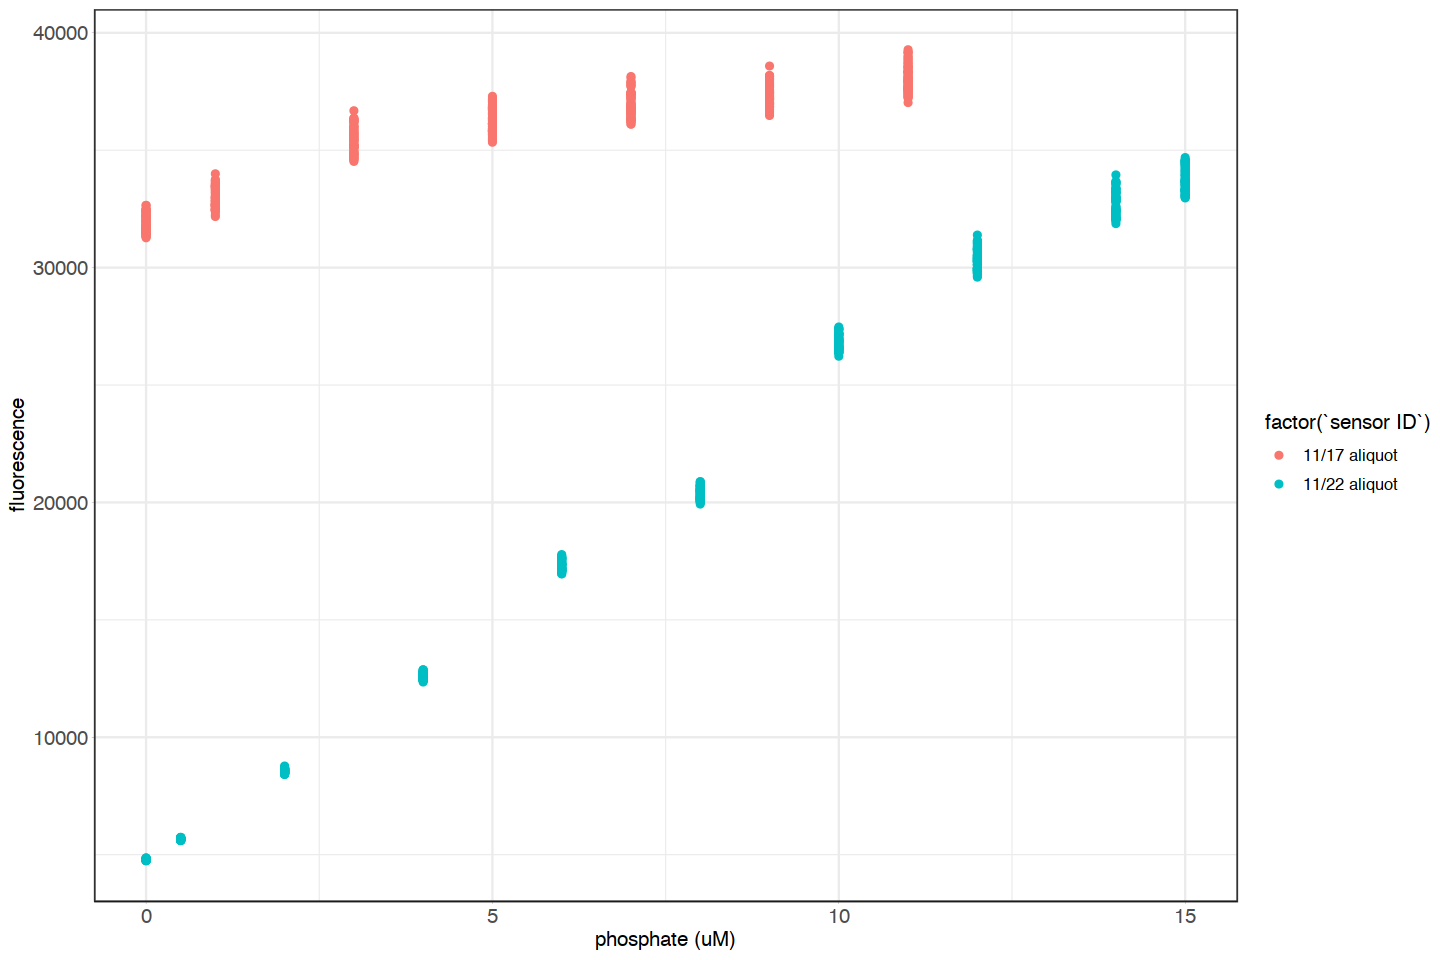 40000
30000
20000
10000
fluorescence
0 5 10 15
phosphate (uM)
factor(`sensor ID`)
11/17 aliquot
11/22 aliquot